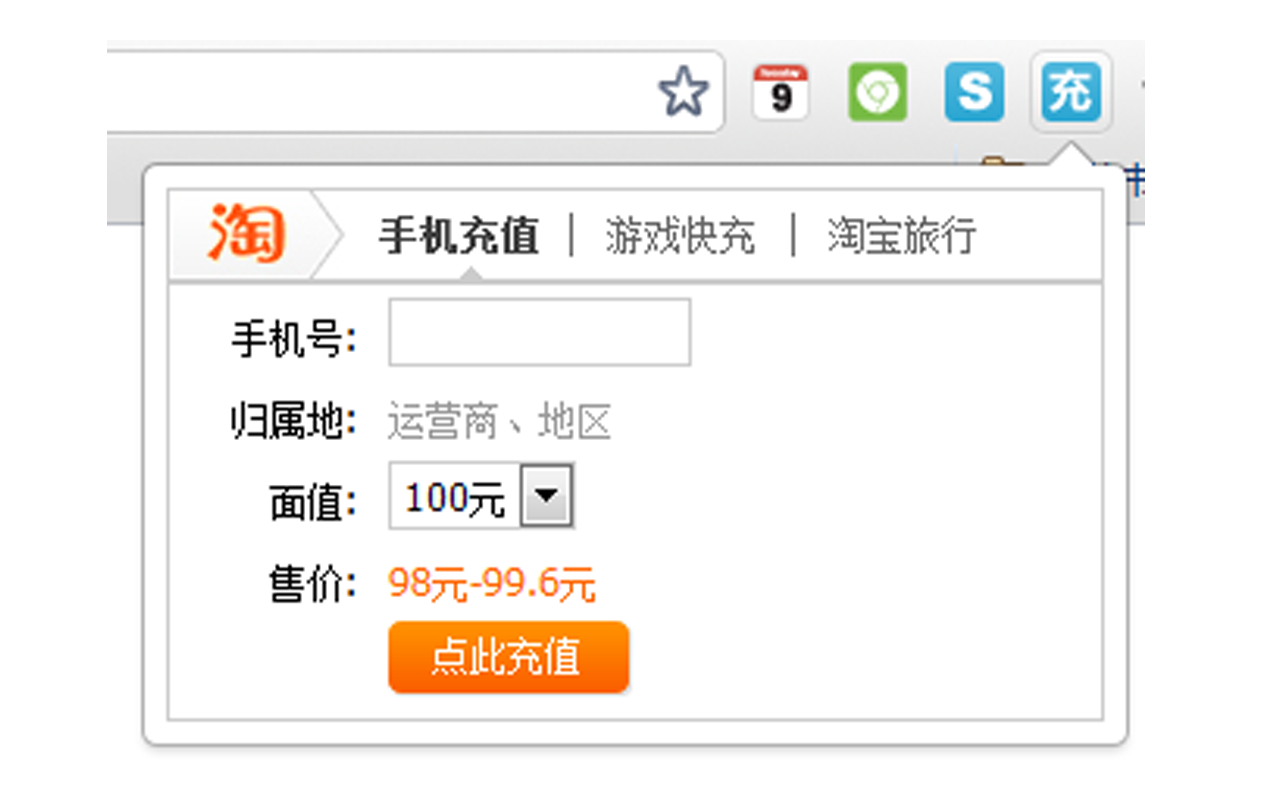 9
S
充
淘
手机充值 | 游戏快充 | 淘宝旅行
手机号:
归属地: 运营商、地区
面值: 100元
售价: 98元-99.6元
点此充值